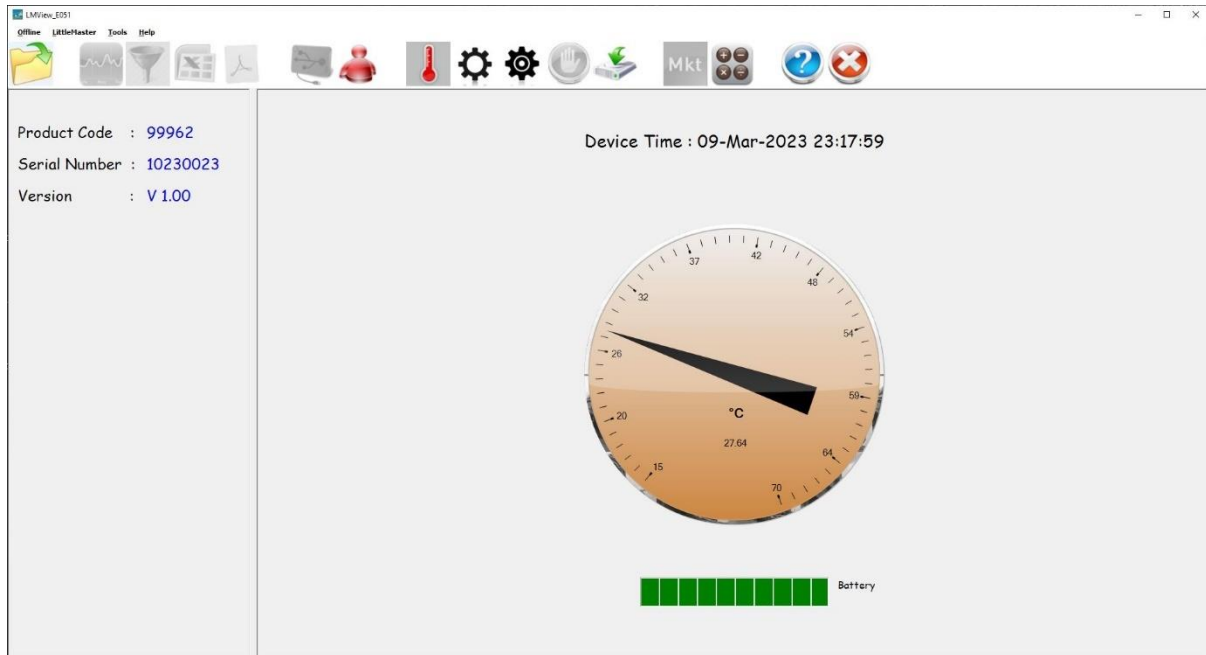 LMView_E051
Offline LittleMaster Tools Help
Mkt
Product Code : 99962
Serial Number : 10230023
Version : V 1.00
Device Time : 09-Mar-2023 23:17:59
15
20
26
32
37
42
48
54
59
64
70
°C
27.64
Battery